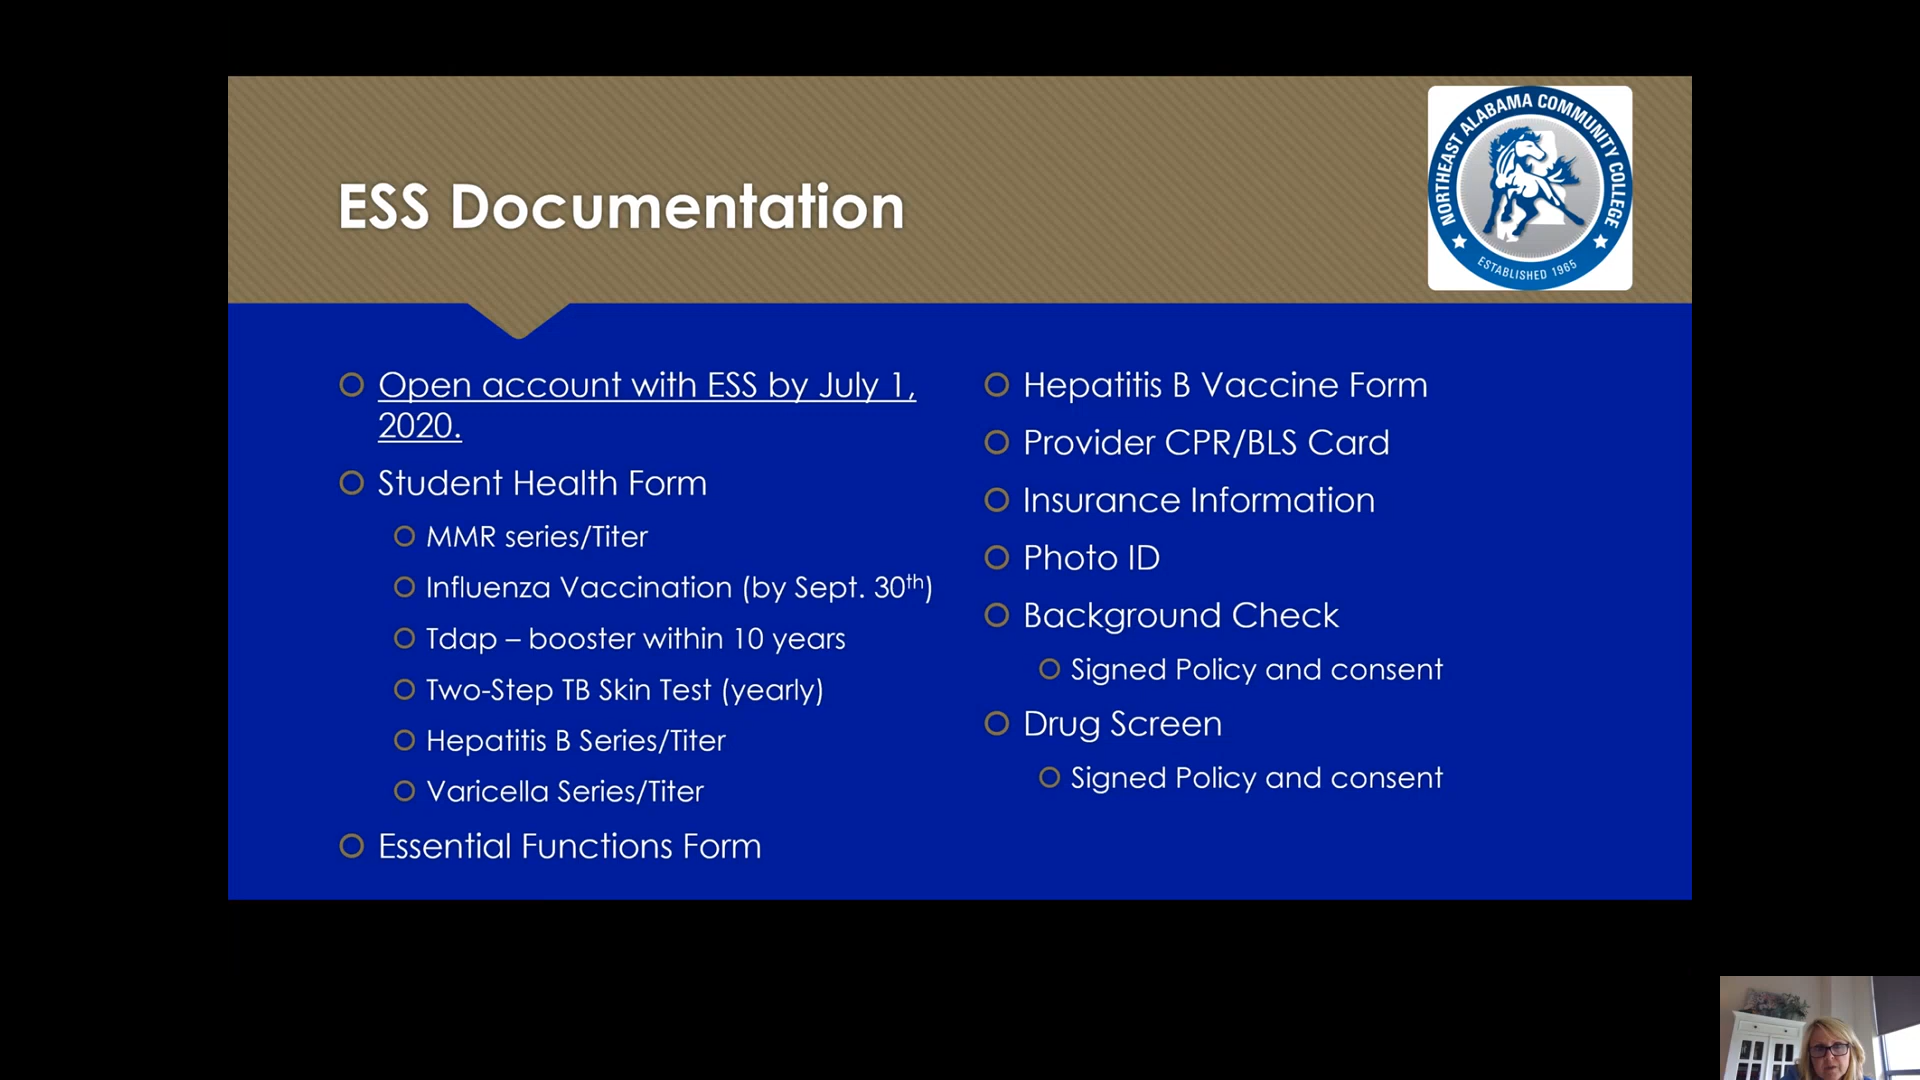 NORTHEAST ALABAMA COMMUNITY COLLEGE
ESTABLISHED 1965
ESS Documentation
Open account with ESS by July 1,
2020.
Student Health Form
MMR series/Titer
Influenza Vaccination (by Sept. 30th)
Tdap – booster within 10 years
Two-Step TB Skin Test (yearly)
Hepatitis B Series/Titer
Varicella Series/Titer
Essential Functions Form
Hepatitis B Vaccine Form
Provider CPR/BLS Card
Insurance Information
Photo ID
Background Check
Signed Policy and consent
Drug Screen
Signed Policy and consent